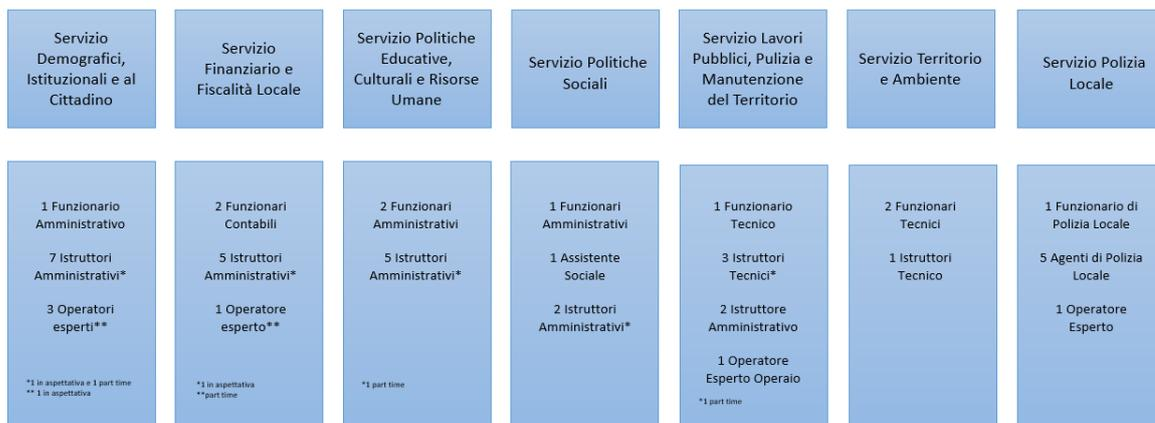 Servizio
Demografici,
Istituzionali e al
Cittadino
Servizio
Finanziario e
Fiscalità Locale
Servizio Politiche
Educative,
Culturali e Risorse
Umane
Servizio Politiche
Sociali
Servizio Lavori
Pubblici, Pulizia e
Manutenzione
del Territorio
Servizio Territorio
e Ambiente
Servizio Polizia
Locale
1 Funzionario
Amministrativo
7 Istruttori
Amministrativi*
3 Operatori
esperti**
*1 in aspettativa e 1 part time
** 1 in aspettativa
2 Funzionari
Contabili
5 Istruttori
Amministrativi*
1 Operatore
esperto**
*1 in aspettativa
**part time
2 Funzionari
Amministrativi
5 Istruttori
Amministrativi*
*1 part time
1 Funzionari
Amministrativi
1 Assistente
Sociale
2 Istruttori
Amministrativi*
1 Funzionario
Tecnico
3 Istruttori
Tecnici*
2 Istruttore
Amministrativo
1 Operatore
Esperto Operaio
*1 part time
2 Funzionari
Tecnici
1 Istruttori
Tecnico
1 Funzionario di
Polizia Locale
5 Agenti di Polizia
Locale
1 Operatore
Esperto